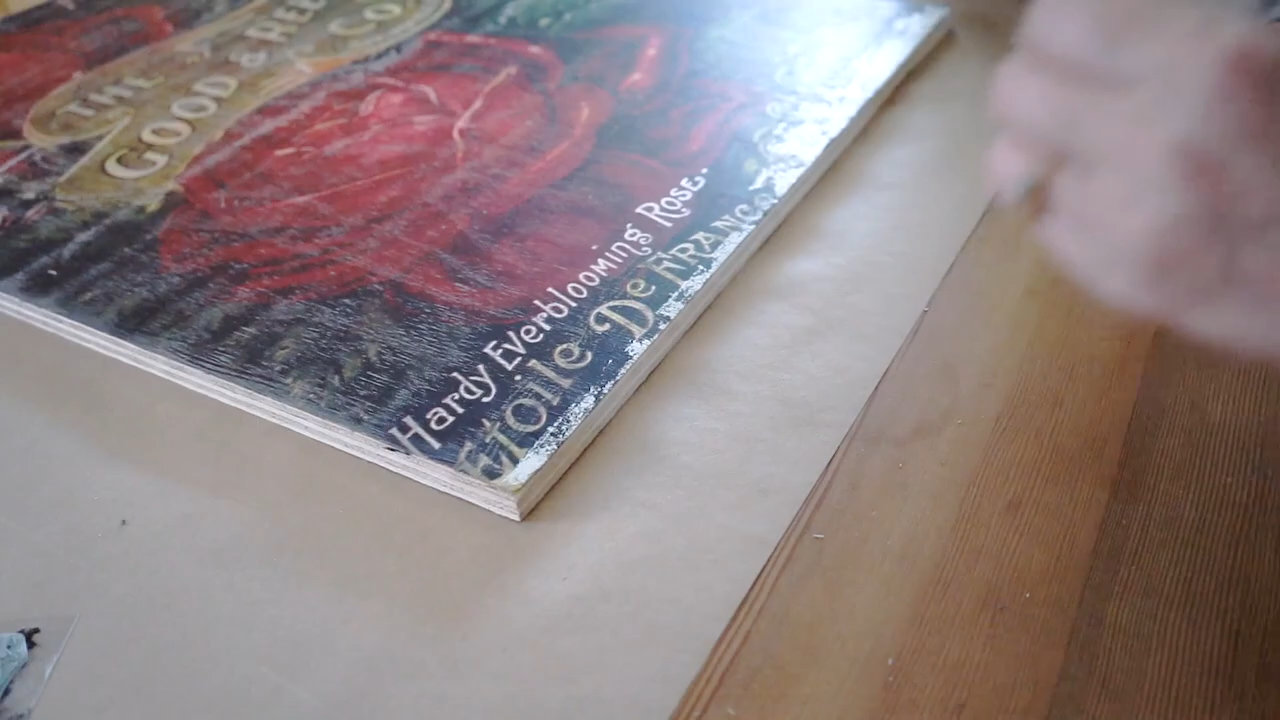 THE
GOOD & REE
CO.
Hardy Everblooming Rose.
Etoile De FRANCE